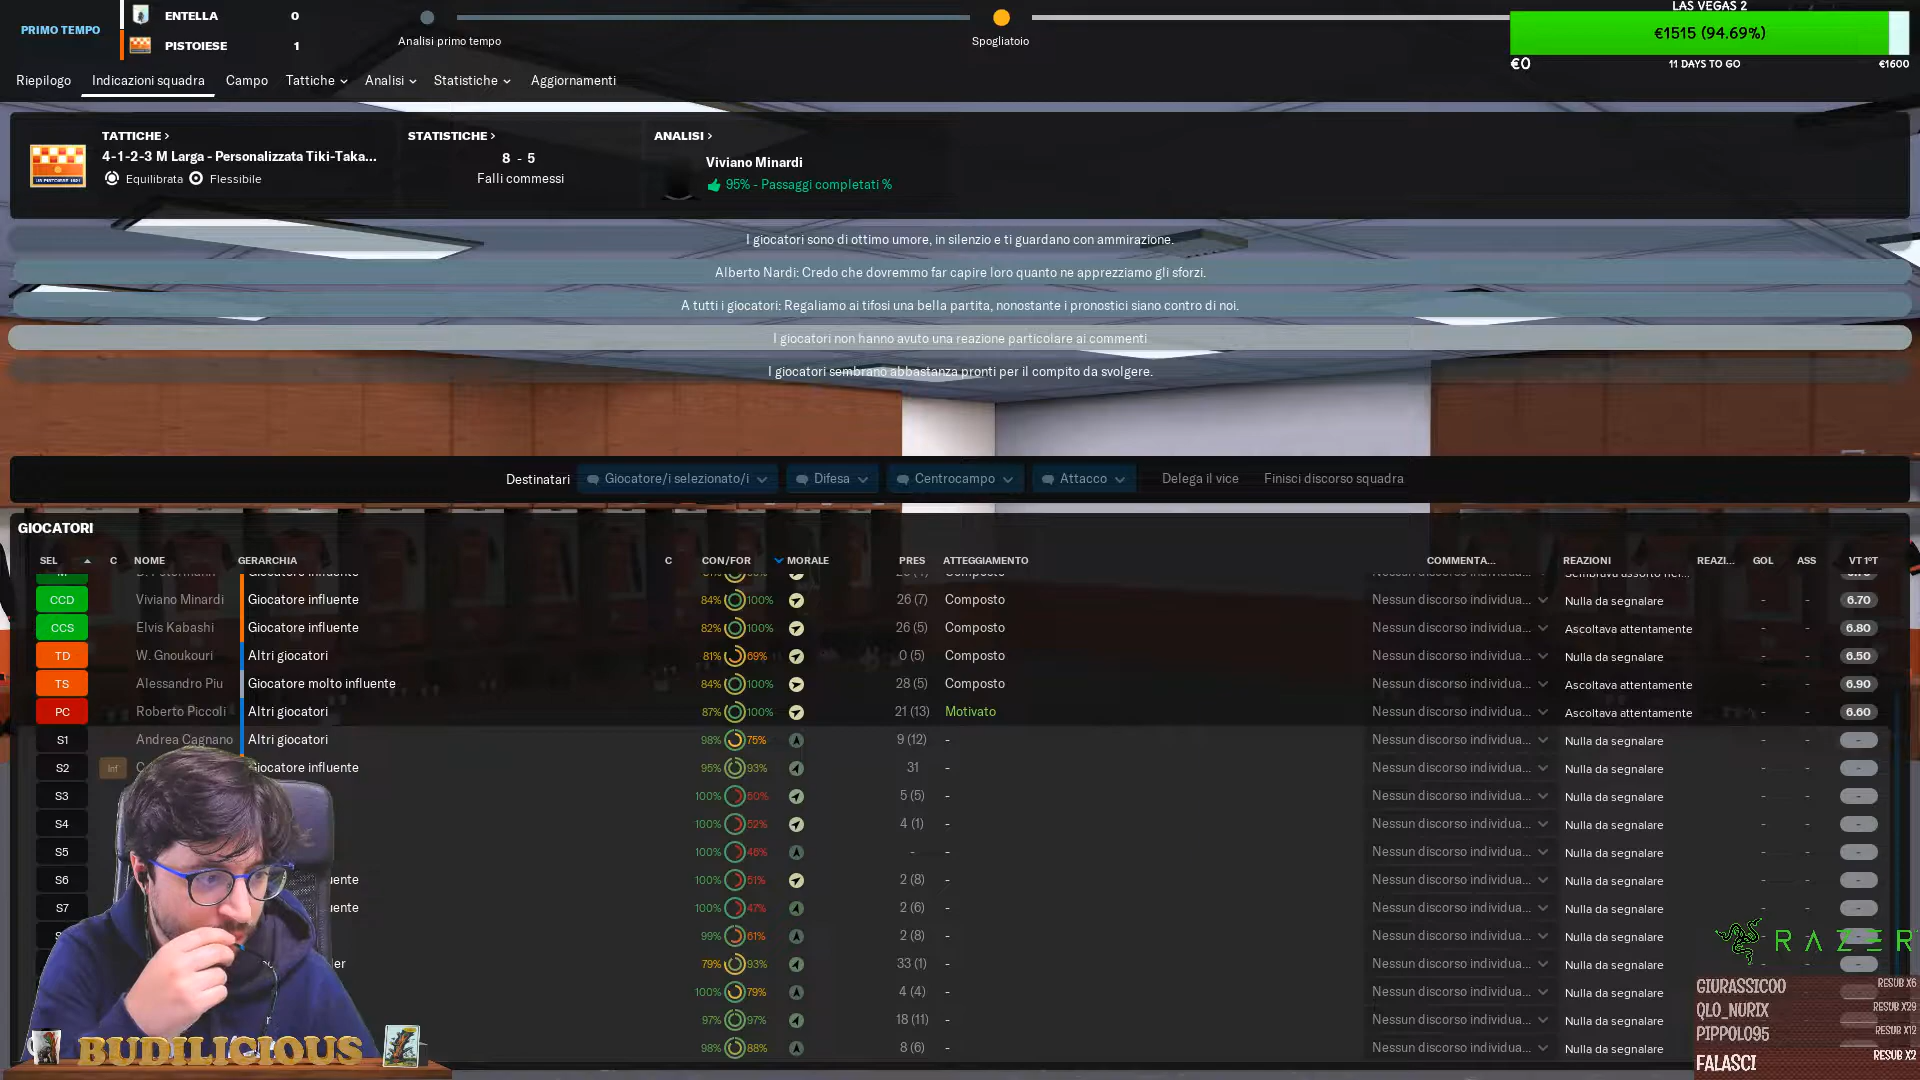 PRIMO TEMPO
ENTELLA 0
PISTOIESE 1
Analisi primo tempo
Spogliatoio
LAS VEGAS 2
€1515 (94.69%)
€0 11 DAYS TO GO €1600
Riepilogo Indicazioni squadra Campo Tattiche Analisi Statistiche Aggiornamenti
TATTICHE >
4-1-2-3 M Larga - Personalizzata Tiki-Taka...
Equilibrata Flessibile
STATISTICHE >
8 - 5
Falli commessi
ANALISI >
Viviano Minardi
95% - Passaggi completati %
I giocatori sono di ottimo umore, in silenzio e ti guardano con ammirazione.
Alberto Nardi: Credo che dovremmo far capire loro quanto ne apprezziamo gli sforzi.
A tutti i giocatori: Regaliamo ai tifosi una bella partita, nonostante i pronostici siano contro di noi.
I giocatori non hanno avuto una reazione particolare ai commenti
I giocatori sembrano abbastanza pronti per il compito da svolgere.
Destinatari Giocatore/i selezionato/i Difesa Centrocampo Attacco Delega il vice Finisci discorso squadra
GIOCATORI
SEL C NOME GERARCHIA C CON/FOR MORALE PRES ATTEGGIAMENTO COMMENTA... REAZIONI REAZI... GOL ASS VT 1°T
CCD Viviano Minardi Giocatore influente 84% 100% 26 (7) Composto Nessun discorso individua... Nulla da segnalare - - 6.70
CCS Elvis Kabashi Giocatore influente 82% 100% 26 (5) Composto Nessun discorso individua... Ascoltava attentamente - - 6.80
TD W. Gnoukouri Altri giocatori 81% 69% 0 (5) Composto Nessun discorso individua... Nulla da segnalare - - 6.50
TS Alessandro Piu Giocatore molto influente 84% 100% 28 (5) Composto Nessun discorso individua... Ascoltava attentamente - - 6.90
PC Roberto Piccoli Altri giocatori 87% 100% 21 (13) Motivato Nessun discorso individua... Ascoltava attentamente - - 6.60
S1 Andrea Cagnano Altri giocatori 98% 75% 9 (12) - Nessun discorso individua... Nulla da segnalare - - -
S2 Inf Giocatore influente 95% 93% 31 - Nessun discorso individua... Nulla da segnalare - - -
S3 100% 50% 5 (5) - Nessun discorso individua... Nulla da segnalare - - -
S4 100% 52% 4 (1) - Nessun discorso individua... Nulla da segnalare - - -
S5 100% 48% - - Nessun discorso individua... Nulla da segnalare - - -
S6 uente 100% 51% 2 (8) - Nessun discorso individua... Nulla da segnalare - - -
S7 uente 100% 47% 2 (6) - Nessun discorso individua... Nulla da segnalare - - -
99% 61% 2 (8) - Nessun discorso individua... Nulla da segnalare - - -
der 79% 93% 33 (1) - Nessun discorso individua... Nulla da segnalare - - -
100% 79% 4 (4) - Nessun discorso individua... Nulla da segnalare
r 97% 97% 18 (11) - Nessun discorso individua... Nulla da segnalare
98% 88% 8 (6) - Nessun discorso individua... Nulla da segnalare
RAZER
GIURASSICOO RESUB X6
QLO_NURIX RESUB X29
PIPPOLO95 RESUB X12
FALASCI RESUB X2
BUDILICIOUS